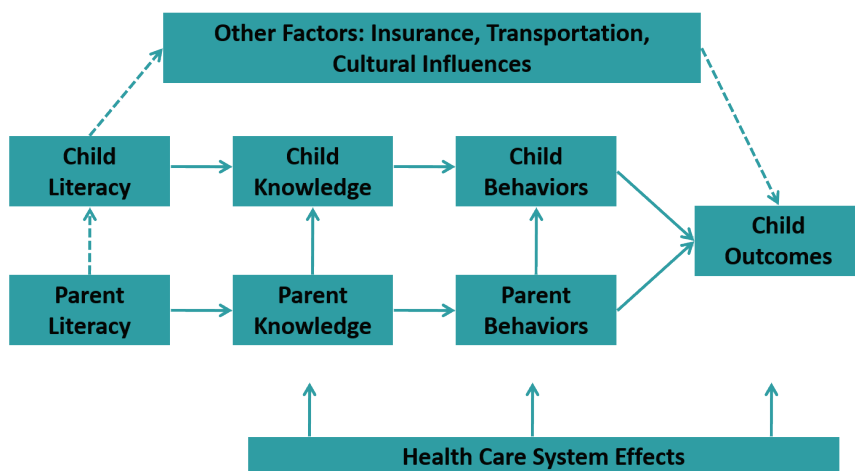 Other Factors: Insurance, Transportation,
Cultural Influences
Child
Literacy
Child
Knowledge
Child
Behaviors
Child
Outcomes
Parent
Literacy
Parent
Knowledge
Parent
Behaviors
Health Care System Effects